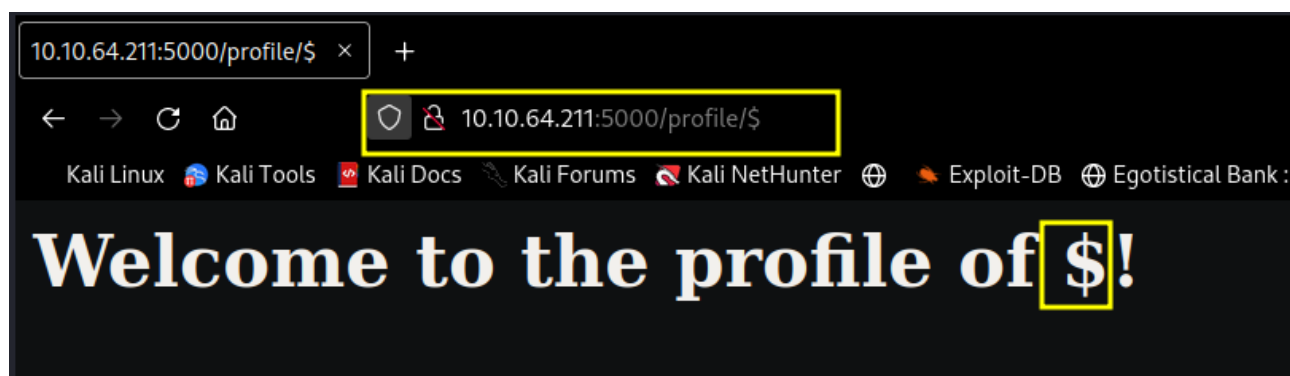 10.10.64.211:5000/profile/$ × +
10.10.64.211:5000/profile/$
Kali Linux Kali Tools Kali Docs Kali Forums Kali NetHunter Exploit-DB Egotistical Bank :
Welcome to the profile of $!